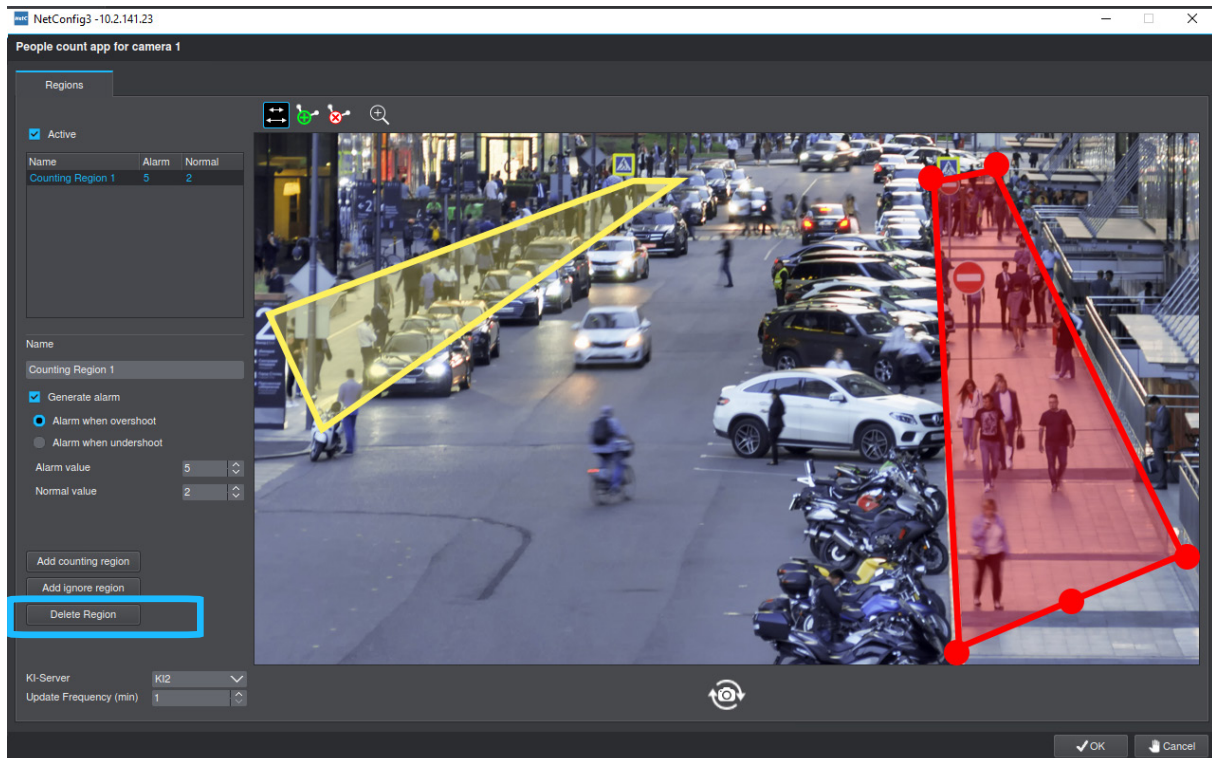 netC NetConfig3 -10.2.141.23
People count app for camera 1
Regions
Active
Name Alarm Normal
Counting Region 1 5 2
Name
Counting Region 1
Generate alarm
Alarm when overshoot
Alarm when undershoot
Alarm value 5
Normal value 2
Add counting region
Add ignore region
Delete Region
KI-Server KI2
Update Frequency (min) 1
2
OK Cancel